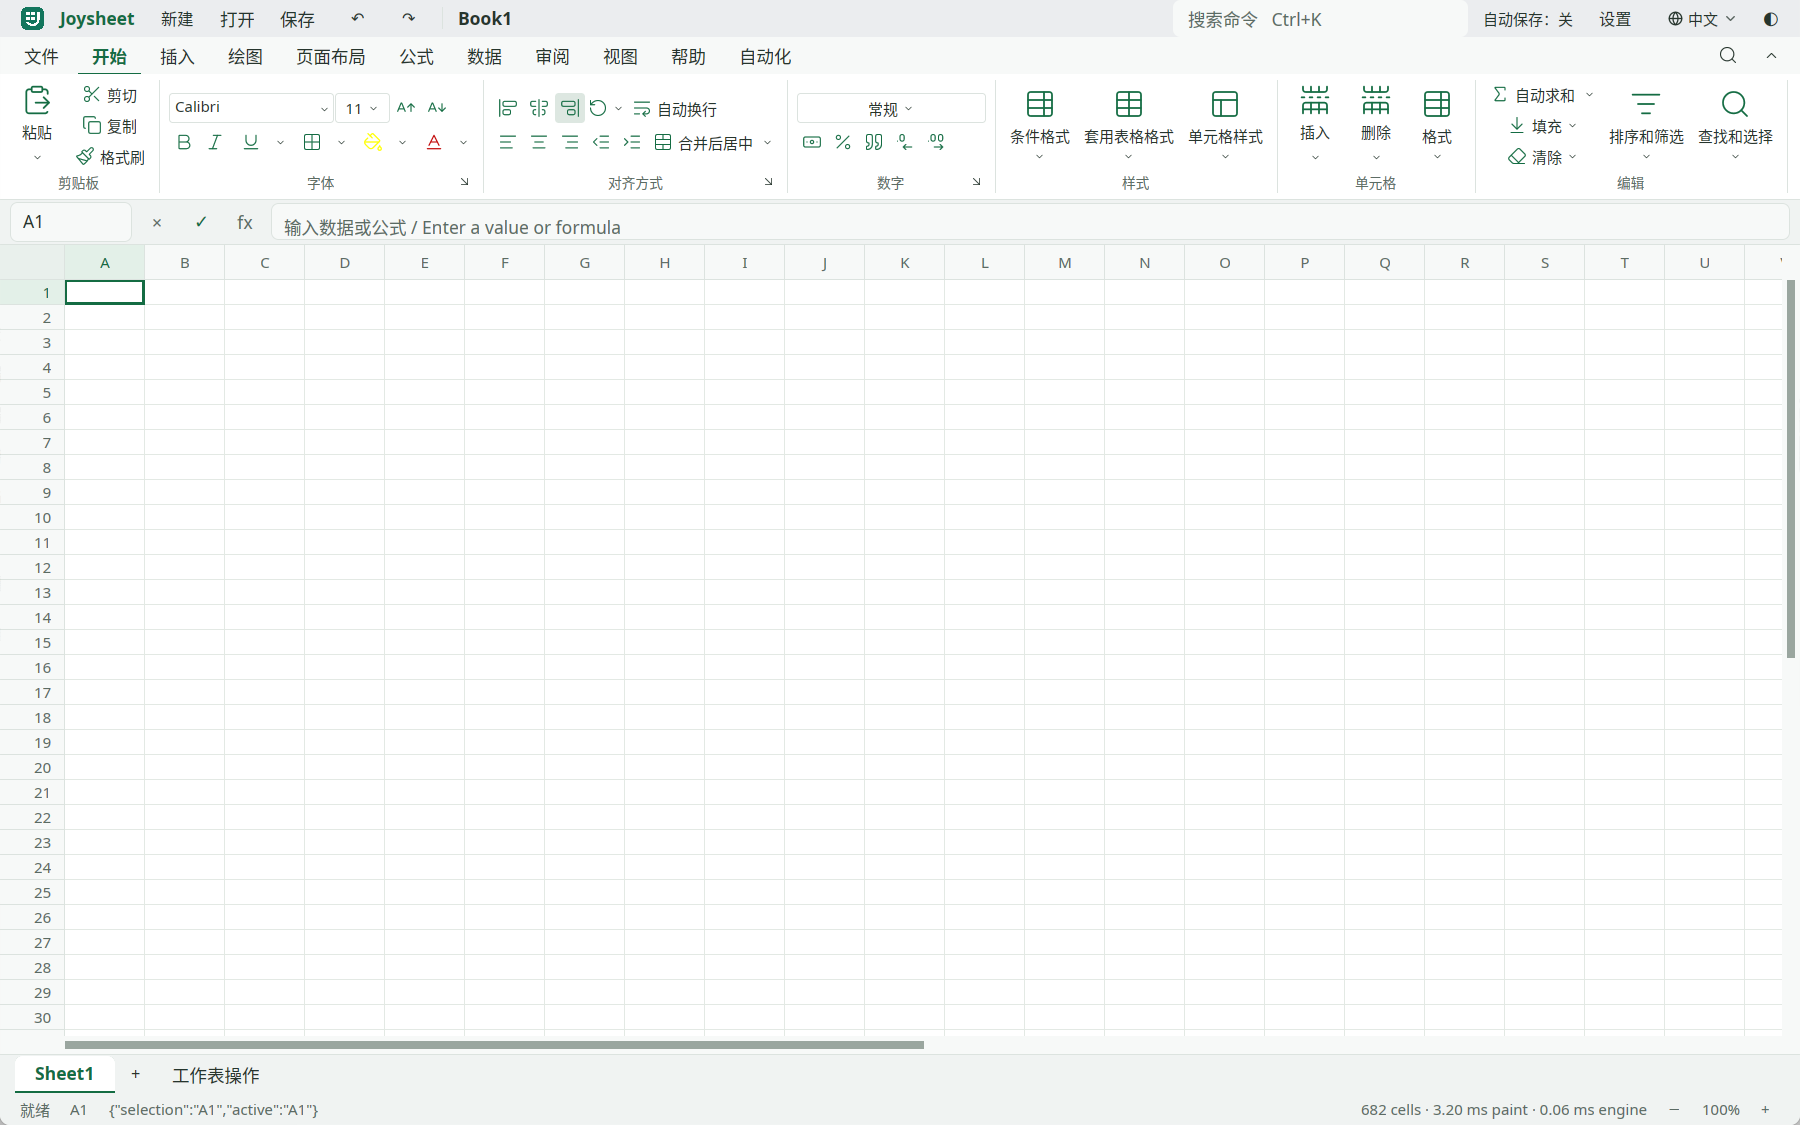 Joysheet 新建 打开 保存 ↶ ↷ Book1 搜索命令 Ctrl+K 自动保存：关 设置 中文
文件 开始 插入 绘图 页面布局 公式 数据 审阅 视图 帮助 自动化
粘贴 剪切 复制 格式刷
剪贴板
Calibri 11 A↑ A↓
B I U A
字体
自动换行
合并后居中
对齐方式
常规
% .0 .00
数字
条件格式 套用表格格式 单元格样式
样式
插入 删除 格式
单元格
Σ 自动求和 填充 清除 排序和筛选 查找和选择
编辑
A1 × ✓ fx 输入数据或公式 / Enter a value or formula
A B C D E F G H I J K L M N O P Q R S T U
1
2
3
4
5
6
7
8
9
10
11
12
13
14
15
16
17
18
19
20
21
22
23
24
25
26
27
28
29
30
Sheet1 + 工作表操作
就绪 A1 {"selection":"A1","active":"A1"} 682 cells · 3.20 ms paint · 0.06 ms engine — 100% +